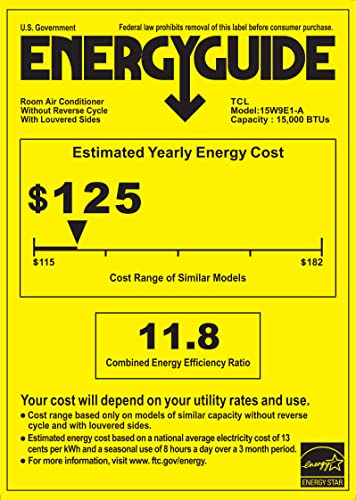 U.S. Government
Federal law prohibits removal of this label before consumer purchase.
ENERGYGUIDE
Room Air Conditioner
Without Reverse Cycle
With Louvered Sides
TCL
Model:15W9E1-A
Capacity : 15,000 BTUs
Estimated Yearly Energy Cost
$125
$115
$182
Cost Range of Similar Models
11.8
Combined Energy Efficiency Ratio
Your cost will depend on your utility rates and use.
● Cost range based only on models of similar capacity without reverse
cycle and with louvered sides.
● Estimated energy cost based on a national average electricity cost of 13
cents per kWh and a seasonal use of 8 hours a day over a 3 month period.
● For more information, visit www.ftc.gov/energy.
energy
ENERGY STAR